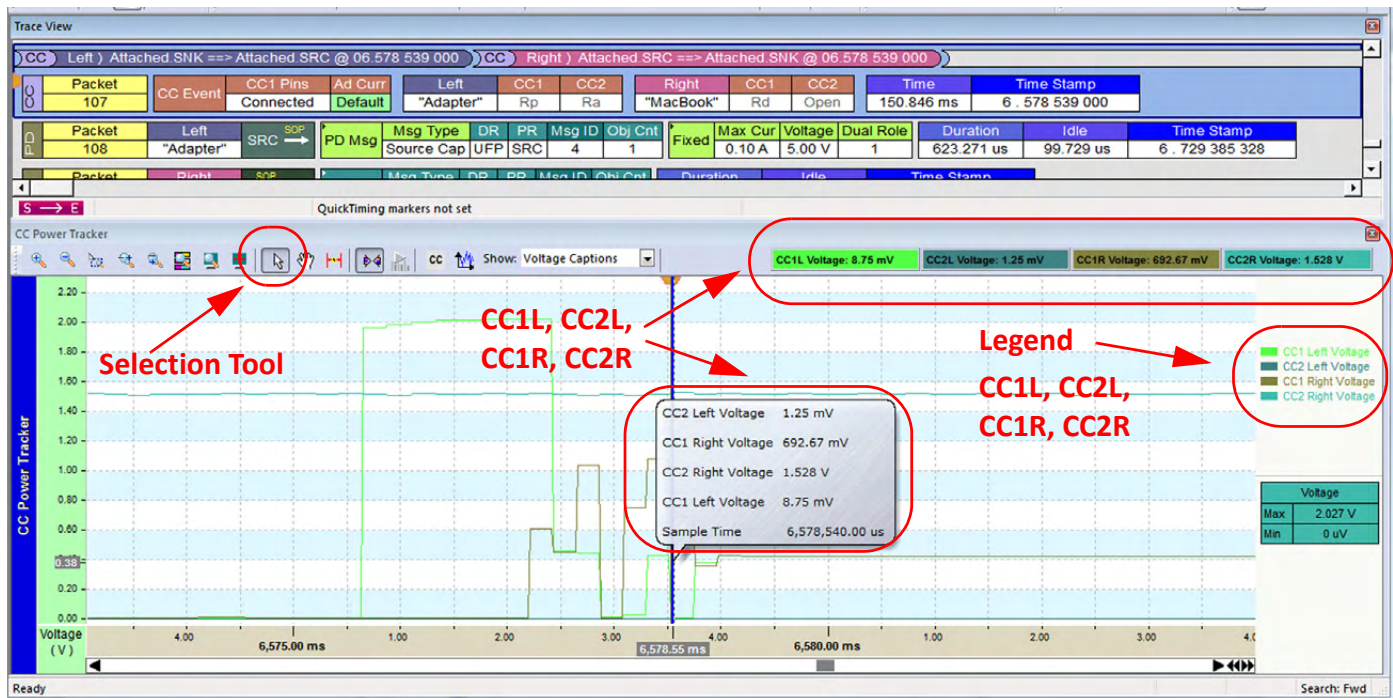 Trace View
CC Left ) Attached.SNK ==> Attached.SRC @ 06.578 539 000 CC Right ) Attached.SRC ==> Attached.SNK @ 06.578 539 000
CC Packet 107 CC Event CC1 Pins Connected Ad Curr Default Left "Adapter" CC1 Rp CC2 Ra Right "MacBook" CC1 Rd CC2 Open Time 150.846 ms Time Stamp 6 . 578 539 000
PD Packet 108 Left "Adapter" SRC SOP PD Msg Msg Type Source Cap DR UFP PR SRC Msg ID 4 Obj Cnt 1 Fixed Max Cur 0.10 A Voltage 5.00 V Dual Role 1 Duration 623.271 us Idle 99.729 us Time Stamp 6 . 729 385 328
Packet Right SOP Msg Type DR PR Msg ID Obj Cnt Duration Idle Time Stamp
S → E QuickTiming markers not set
CC Power Tracker
CC Show: Voltage Captions CC1L Voltage: 8.75 mV CC2L Voltage: 1.25 mV CC1R Voltage: 692.67 mV CC2R Voltage: 1.528 V
2.20
2.00
1.80
1.60
1.40
1.20
1.00
0.80
0.60
0.38
0.20
0.00
CC Power Tracker
Selection Tool
CC1L, CC2L,
CC1R, CC2R
Legend
CC1L, CC2L,
CC1R, CC2R
CC1 Left Voltage
CC2 Left Voltage
CC1 Right Voltage
CC2 Right Voltage
CC2 Left Voltage 1.25 mV
CC1 Right Voltage 692.67 mV
CC2 Right Voltage 1.528 V
CC1 Left Voltage 8.75 mV
Sample Time 6,578,540.00 us
Voltage
Max 2.027 V
Min 0 uV
Voltage
(V)
4.00 6,575.00 ms 1.00 2.00 3.00 6,578.55 ms 4.00 6,580.00 ms 1.00 2.00 3.00 4.0
Ready Search: Fwd